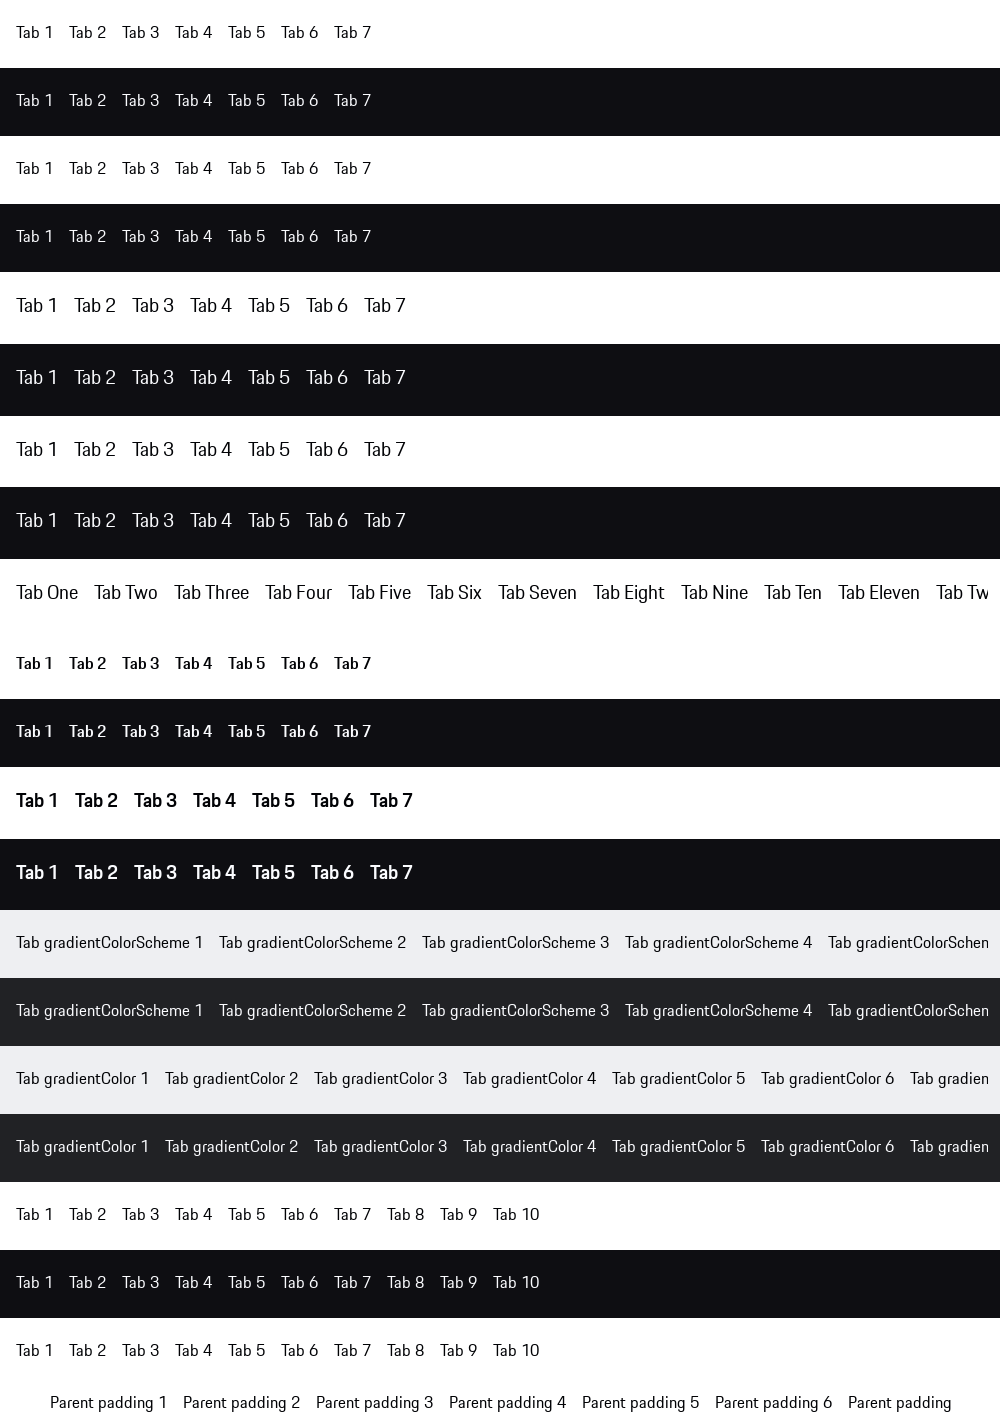 Tab 1 Tab 2 Tab 3 Tab 4 Tab 5 Tab 6 Tab 7
Tab 1 Tab 2 Tab 3 Tab 4 Tab 5 Tab 6 Tab 7
Tab 1 Tab 2 Tab 3 Tab 4 Tab 5 Tab 6 Tab 7
Tab 1 Tab 2 Tab 3 Tab 4 Tab 5 Tab 6 Tab 7
Tab 1 Tab 2 Tab 3 Tab 4 Tab 5 Tab 6 Tab 7
Tab 1 Tab 2 Tab 3 Tab 4 Tab 5 Tab 6 Tab 7
Tab 1 Tab 2 Tab 3 Tab 4 Tab 5 Tab 6 Tab 7
Tab 1 Tab 2 Tab 3 Tab 4 Tab 5 Tab 6 Tab 7
Tab One Tab Two Tab Three Tab Four Tab Five Tab Six Tab Seven Tab Eight Tab Nine Tab Ten Tab Eleven Tab Tw
Tab 1 Tab 2 Tab 3 Tab 4 Tab 5 Tab 6 Tab 7
Tab 1 Tab 2 Tab 3 Tab 4 Tab 5 Tab 6 Tab 7
Tab 1 Tab 2 Tab 3 Tab 4 Tab 5 Tab 6 Tab 7
Tab 1 Tab 2 Tab 3 Tab 4 Tab 5 Tab 6 Tab 7
Tab gradientColorScheme 1 Tab gradientColorScheme 2 Tab gradientColorScheme 3 Tab gradientColorScheme 4 Tab gradientColorSchen
Tab gradientColorScheme 1 Tab gradientColorScheme 2 Tab gradientColorScheme 3 Tab gradientColorScheme 4 Tab gradientColorSchen
Tab gradientColor 1 Tab gradientColor 2 Tab gradientColor 3 Tab gradientColor 4 Tab gradientColor 5 Tab gradientColor 6 Tab gradien
Tab gradientColor 1 Tab gradientColor 2 Tab gradientColor 3 Tab gradientColor 4 Tab gradientColor 5 Tab gradientColor 6 Tab gradien
Tab 1 Tab 2 Tab 3 Tab 4 Tab 5 Tab 6 Tab 7 Tab 8 Tab 9 Tab 10
Tab 1 Tab 2 Tab 3 Tab 4 Tab 5 Tab 6 Tab 7 Tab 8 Tab 9 Tab 10
Tab 1 Tab 2 Tab 3 Tab 4 Tab 5 Tab 6 Tab 7 Tab 8 Tab 9 Tab 10
Parent padding 1 Parent padding 2 Parent padding 3 Parent padding 4 Parent padding 5 Parent padding 6 Parent padding